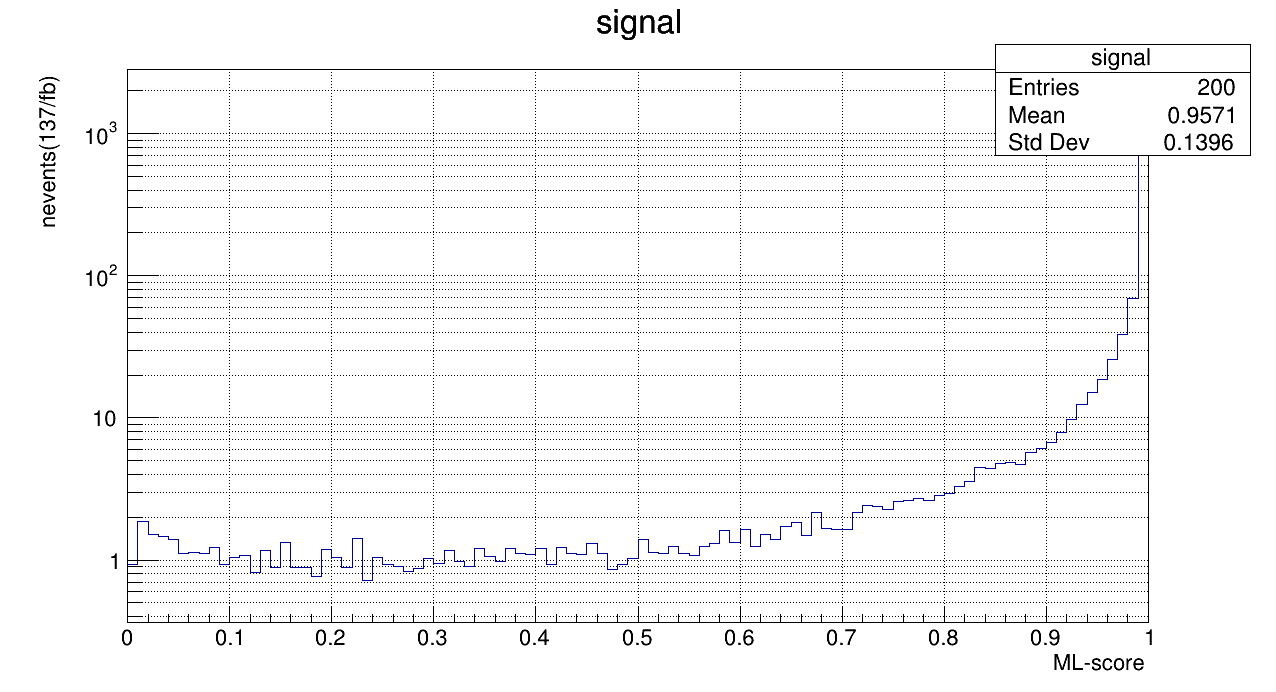 signal
signal
Entries 200
Mean 0.9571
Std Dev 0.1396
nevents(137/fb)
10³
10²
10
1
0 0.1 0.2 0.3 0.4 0.5 0.6 0.7 0.8 0.9 1
ML-score